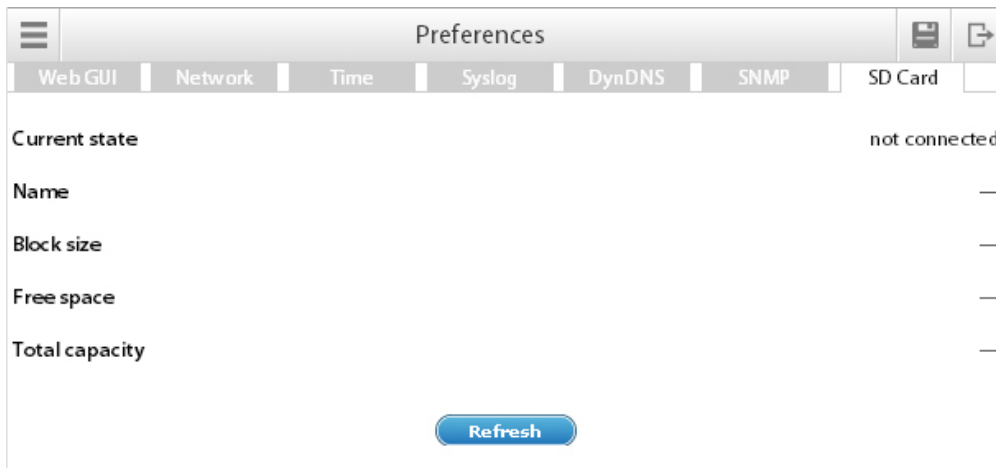 Preferences
Web GUI Network Time Syslog DynDNS SNMP SD Card
Current state not connected
Name —
Block size —
Free space —
Total capacity —
Refresh